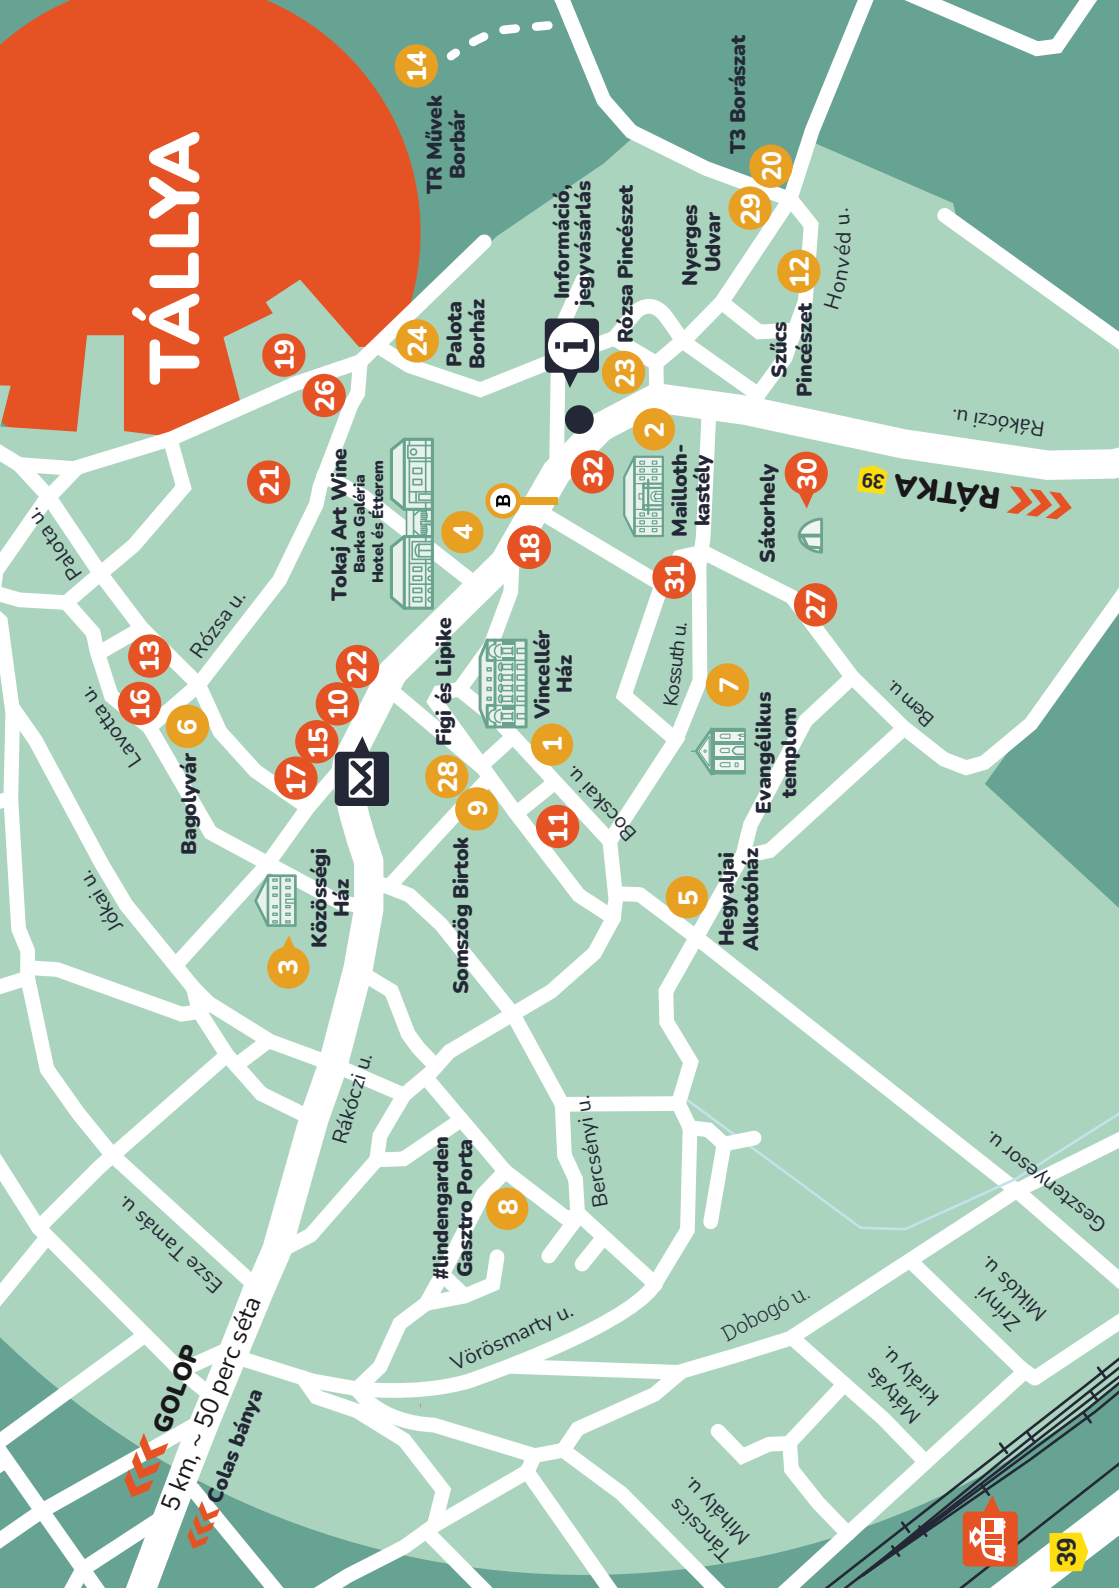 TÁLLYA
14
TR Művek
Borbár
T3 Borászat
20
29
Nyerges
Udvar
12
Szűcs
Pincészet
Honvéd u.
Információ,
jegyvásárlás
i
Rózsa Pincészet
23
24
Palota
Borház
19
26
21
Tokaj Art Wine
Barka Galéria
Hotel és Étterem
4
B
18
32
2
Malloth-
kastély
Rákóczi u.
RÁTKA
39
30
Sátorhely
27
31
Kossuth u.
7
Evangélikus
templom
Bem u.
Palota u.
Rózsa u.
13
16
Lavotta u.
6
Bagolyvár
22
10
15
17
Figi és Lipike
28
9
Somszög Birtok
Vincellér
Ház
1
Bocskai u.
11
5
Hegyaljai
Alkotóház
Közösségi
Ház
3
Jókai u.
Rákóczi u.
#lindengarden
Gasztro Porta
8
Bercsényi u.
Vörösmarty u.
Dobogó u.
Gesztenyesor u.
Zrínyi
Miklós u.
Mátyás
király u.
Táncsics
Mihály u.
Esze Tamás u.
GOLOP
5 km, ~ 50 perc séta
Colas bánya
39